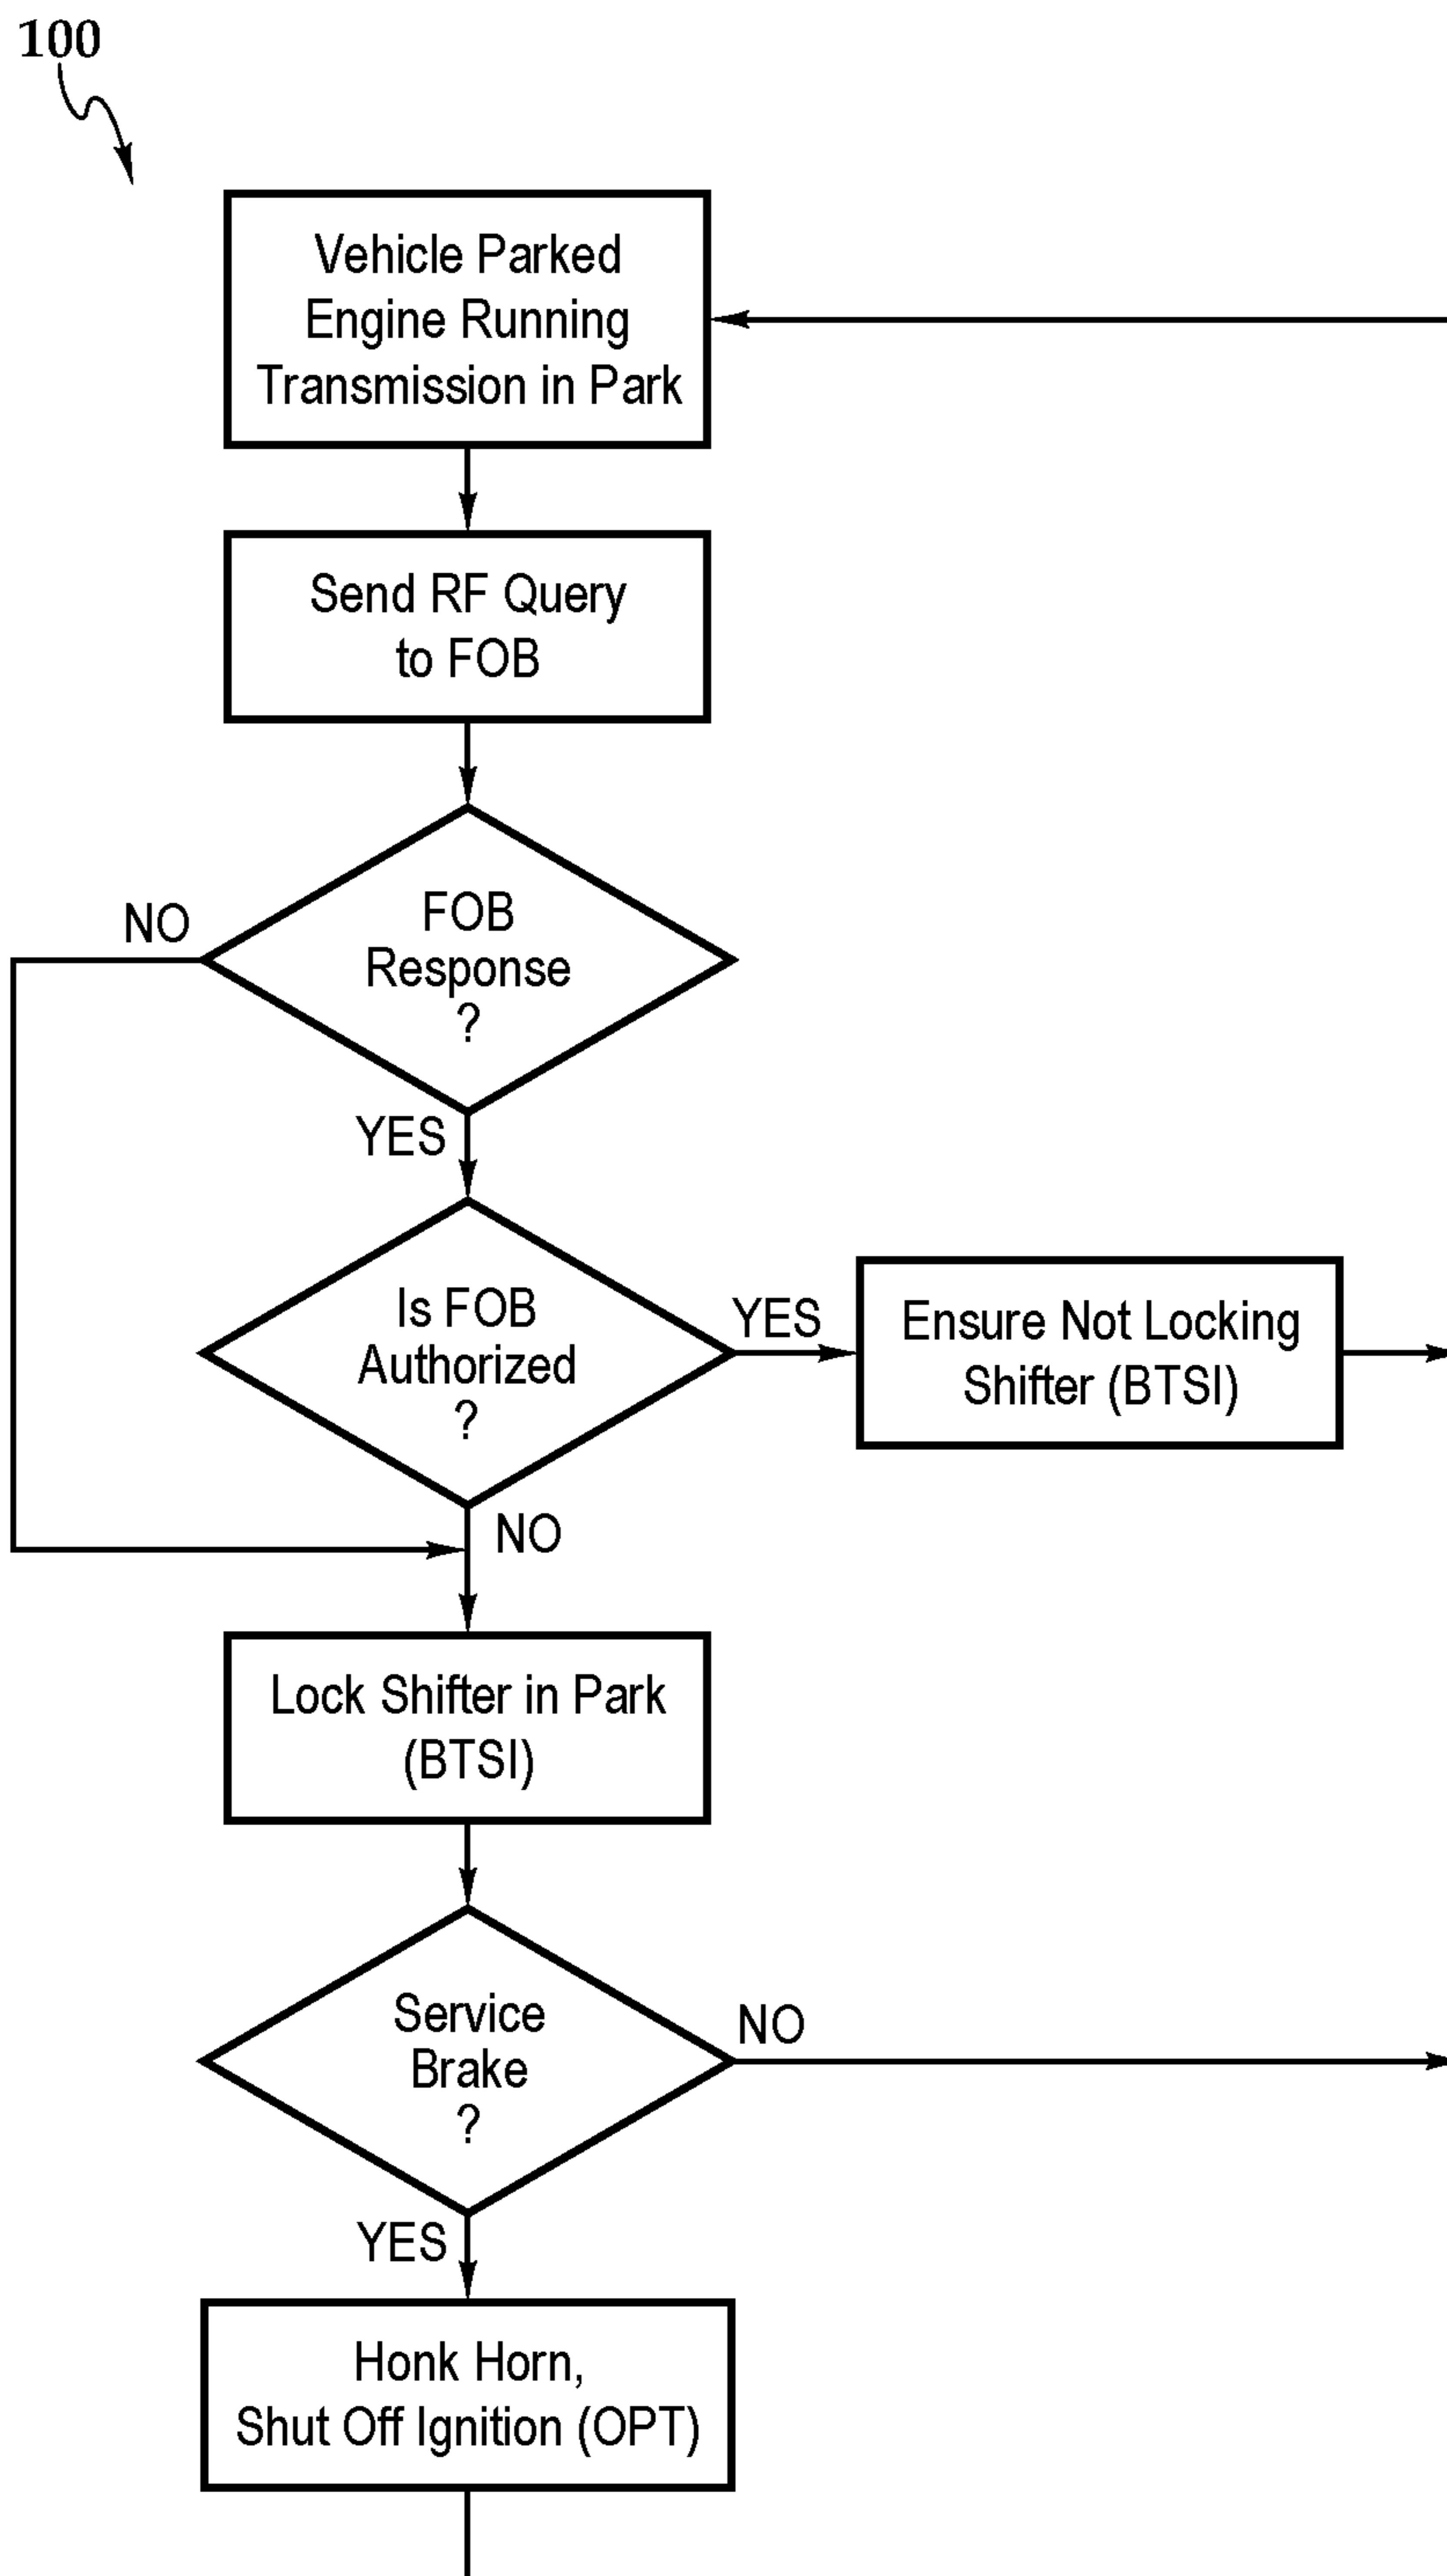 100
Vehicle Parked
Engine Running
Transmission in Park
Send RF Query
to FOB
FOB
Response
?
NO
YES
Is FOB
Authorized
?
YES
Ensure Not Locking
Shifter (BTSI)
NO
Lock Shifter in Park
(BTSI)
Service
Brake
?
NO
YES
Honk Horn,
Shut Off Ignition (OPT)